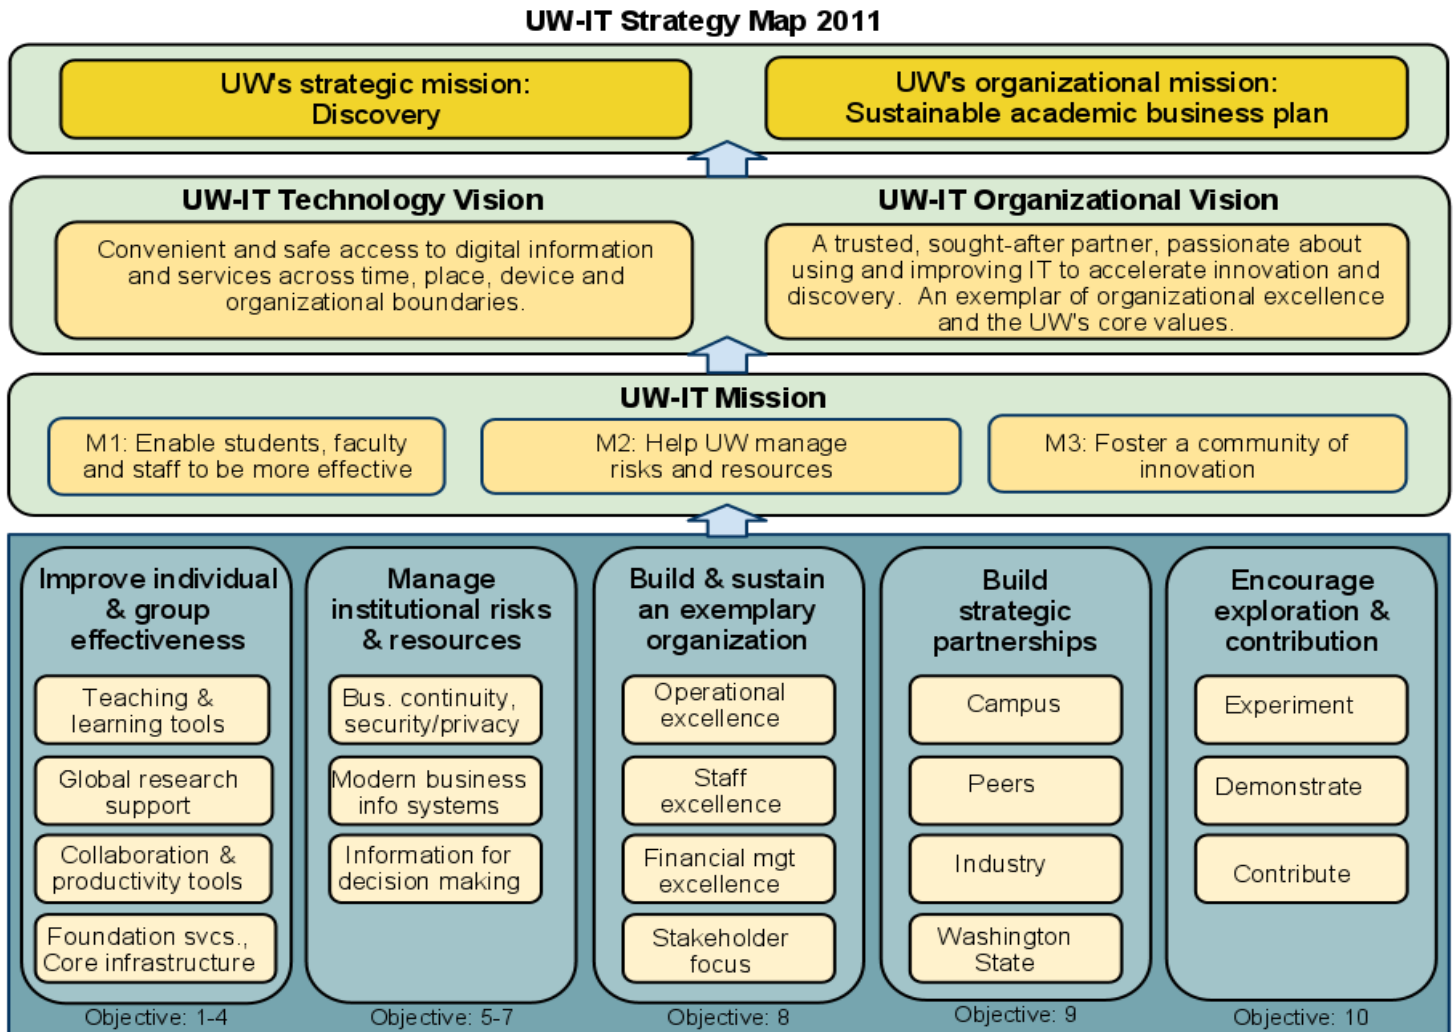 UW-IT Strategy Map 2011
UW's strategic mission:
Discovery
UW's organizational mission:
Sustainable academic business plan
UW-IT Technology Vision
Convenient and safe access to digital information
and services across time, place, device and
organizational boundaries.
UW-IT Organizational Vision
A trusted, sought-after partner, passionate about
using and improving IT to accelerate innovation and
discovery.  An exemplar of organizational excellence
and the UW's core values.
UW-IT Mission
M1: Enable students, faculty
and staff to be more effective
M2: Help UW manage
risks and resources
M3: Foster a community of
innovation
Improve individual
& group
effectiveness
Teaching &
learning tools
Global research
support
Collaboration &
productivity tools
Foundation svcs.,
Core infrastructure
Objective: 1-4
Manage
institutional risks
& resources
Bus. continuity,
security/privacy
Modern business
info systems
Information for
decision making
Objective: 5-7
Build & sustain
an exemplary
organization
Operational
excellence
Staff
excellence
Financial mgt
excellence
Stakeholder
focus
Objective: 8
Build
strategic
partnerships
Campus
Peers
Industry
Washington
State
Objective: 9
Encourage
exploration &
contribution
Experiment
Demonstrate
Contribute
Objective: 10